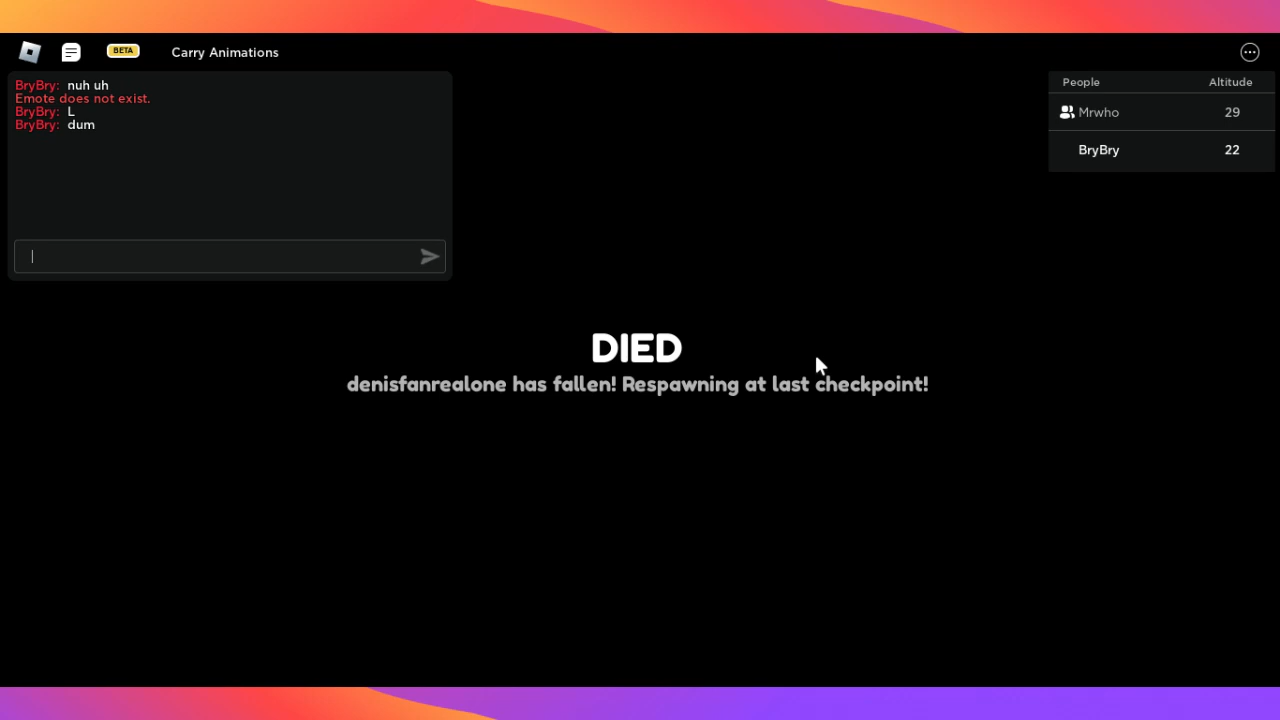 BETA
Carry Animations
BryBry: nuh uh
Emote does not exist.
BryBry: L
BryBry: dum
People Altitude
Mrwho 29
BryBry 22
DIED
denisfanrealone has fallen! Respawning at last checkpoint!